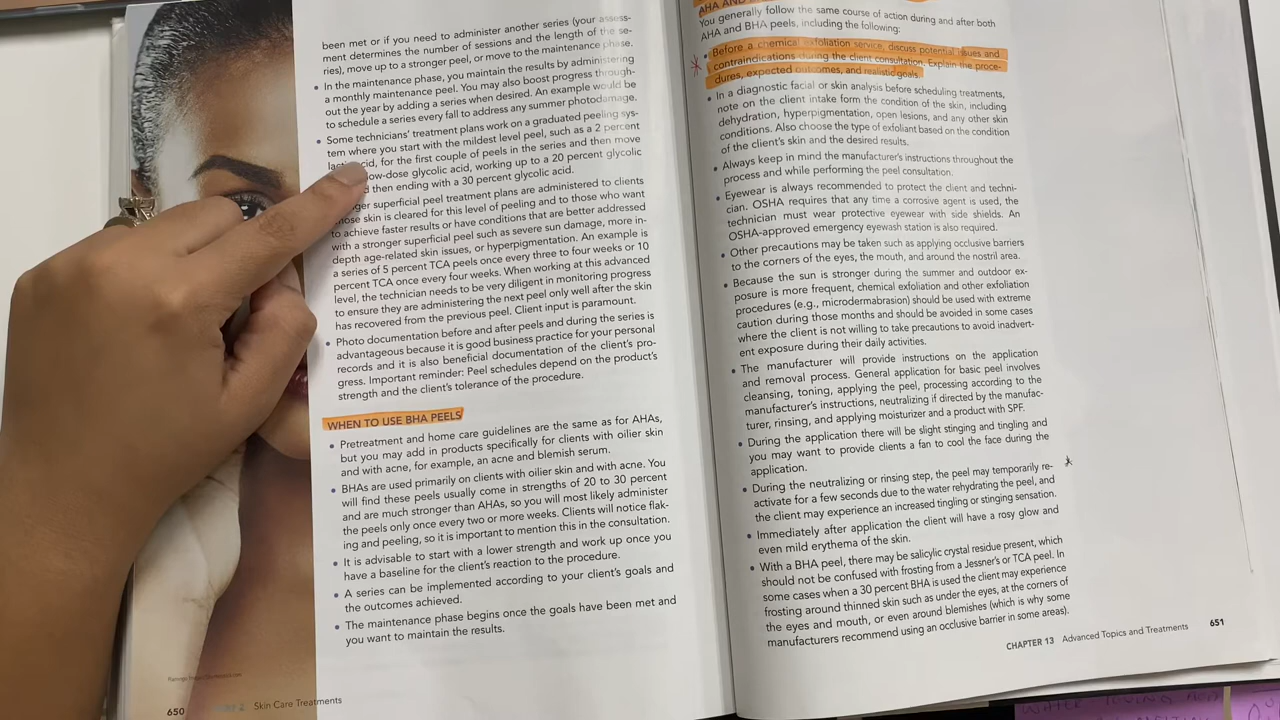 been met or if you need to administer another series (your assess-
ment determines the number of sessions and the length of the se-
ries), move up to a stronger peel, or move to the maintenance phase.
• In the maintenance phase, you maintain the results by administering
a monthly maintenance peel. You may also boost progress through-
out the year by adding a series when desired. An example would be
to schedule a series every fall to address any summer photodamage.
• Some technicians' treatment plans work on a graduated peeling sys-
tem where you start with the mildest level peel, such as a 2 percent
lactic acid, for the first couple of peels in the series and then move
low-dose glycolic acid, working up to a 20 percent glycolic
then ending with a 30 percent glycolic acid.
superficial peel treatment plans are administered to clients
whose skin is cleared for this level of peeling and to those who want
to achieve faster results or have conditions that are better addressed
with a stronger superficial peel such as severe sun damage, more in-
depth age-related skin issues, or hyperpigmentation. An example is
a series of 5 percent TCA peels once every three to four weeks or 10
percent TCA once every four weeks. When working at this advanced
level, the technician needs to be very diligent in monitoring progress
to ensure they are administering the next peel only well after the skin
has recovered from the previous peel. Client input is paramount.
• Photo documentation before and after peels and during the series is
advantageous because it is good business practice for your personal
records and it is also beneficial documentation of the client's pro-
gress. Important reminder: Peel schedules depend on the product's
strength and the client's tolerance of the procedure.
WHEN TO USE BHA PEELS
• Pretreatment and home care guidelines are the same as for AHAs,
but you may add in products specifically for clients with oilier skin
and with acne, for example, an acne and blemish serum.
• BHAs are used primarily on clients with oilier skin and with acne. You
will find these peels usually come in strengths of 20 to 30 percent
and are much stronger than AHAs, so you will most likely administer
the peels only once every two or more weeks. Clients will notice flak-
ing and peeling, so it is important to mention this in the consultation.
• It is advisable to start with a lower strength and work up once you
have a baseline for the client's reaction to the procedure.
• A series can be implemented according to your client's goals and
the outcomes achieved.
• The maintenance phase begins once the goals have been met and
you want to maintain the results.
650
Skin Care Treatments
AHA AND
You generally follow the same course of action during and after both
AHA and BHA peels, including the following:
• Before a chemical exfoliation service, discuss potential issues and
contraindications during the client consultation. Explain the proce-
dures, expected outcomes, and realistic goals.
• In a diagnostic facial or skin analysis before scheduling treatments,
note on the client intake form the condition of the skin, including
dehydration, hyperpigmentation, open lesions, and any other skin
conditions. Also choose the type of exfoliant based on the condition
of the client's skin and the desired results.
• Always keep in mind the manufacturer's instructions throughout the
process and while performing the peel consultation.
• Eyewear is always recommended to protect the client and techni-
cian. OSHA requires that any time a corrosive agent is used, the
technician must wear protective eyewear with side shields. An
OSHA-approved emergency eyewash station is also required.
• Other precautions may be taken such as applying occlusive barriers
to the corners of the eyes, the mouth, and around the nostril area.
• Because the sun is stronger during the summer and outdoor ex-
posure is more frequent, chemical exfoliation and other exfoliation
procedures (e.g., microdermabrasion) should be used with extreme
caution during those months and should be avoided in some cases
where the client is not willing to take precautions to avoid inadvert-
ent exposure during their daily activities.
• The manufacturer will provide instructions on the application
and removal process. General application for basic peel involves
cleansing, toning, applying the peel, processing according to the
manufacturer's instructions, neutralizing if directed by the manufac-
turer, rinsing, and applying moisturizer and a product with SPF.
• During the application there will be slight stinging and tingling and
you may want to provide clients a fan to cool the face during the
application.
• During the neutralizing or rinsing step, the peel may temporarily re-
activate for a few seconds due to the water rehydrating the peel, and
the client may experience an increased tingling or stinging sensation.
• Immediately after application the client will have a rosy glow and
even mild erythema of the skin.
• With a BHA peel, there may be salicylic crystal residue present, which
should not be confused with frosting from a Jessner's or TCA peel. In
some cases when a 30 percent BHA is used the client may experience
frosting around thinned skin such as under the eyes, at the corners of
the eyes and mouth, or even around blemishes (which is why some
manufacturers recommend using an occlusive barrier in some areas).
CHAPTER 13 Advanced Topics and Treatments
651